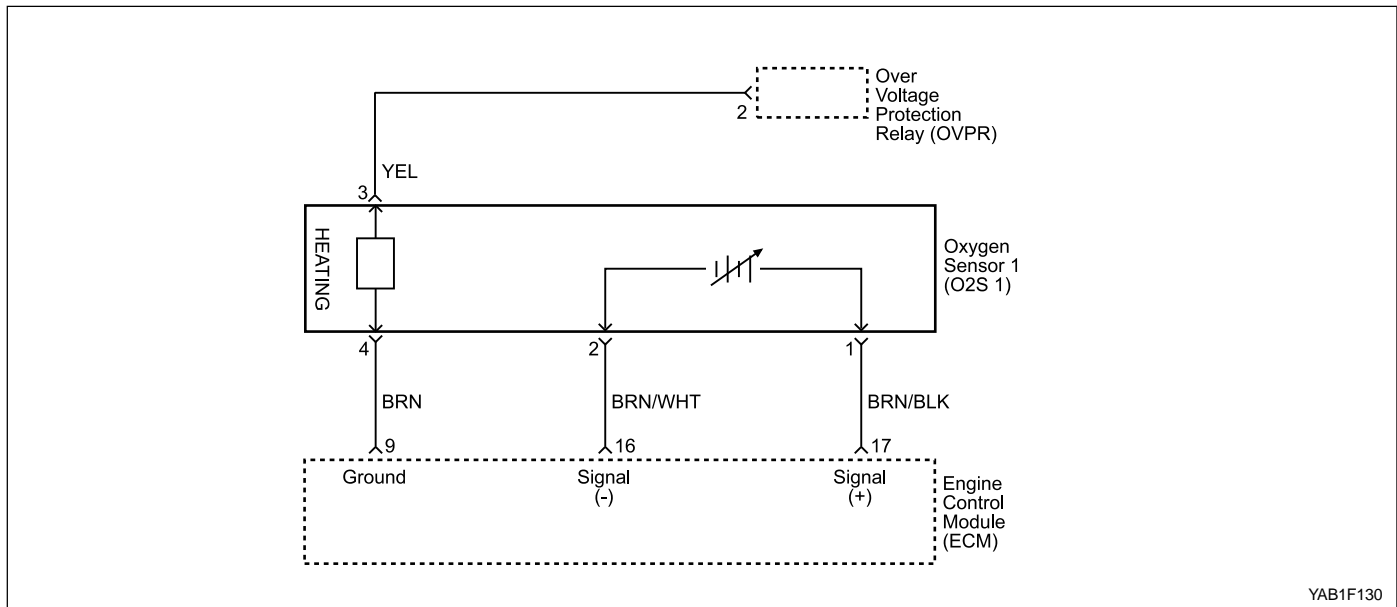 Over
Voltage
Protection
Relay (OVPR)
2
YEL
3
HEATING
Oxygen
Sensor 1
(O2S 1)
4
2
1
BRN
BRN/WHT
BRN/BLK
9
16
17
Ground
Signal
(-)
Signal
(+)
Engine
Control
Module
(ECM)
YAB1F130